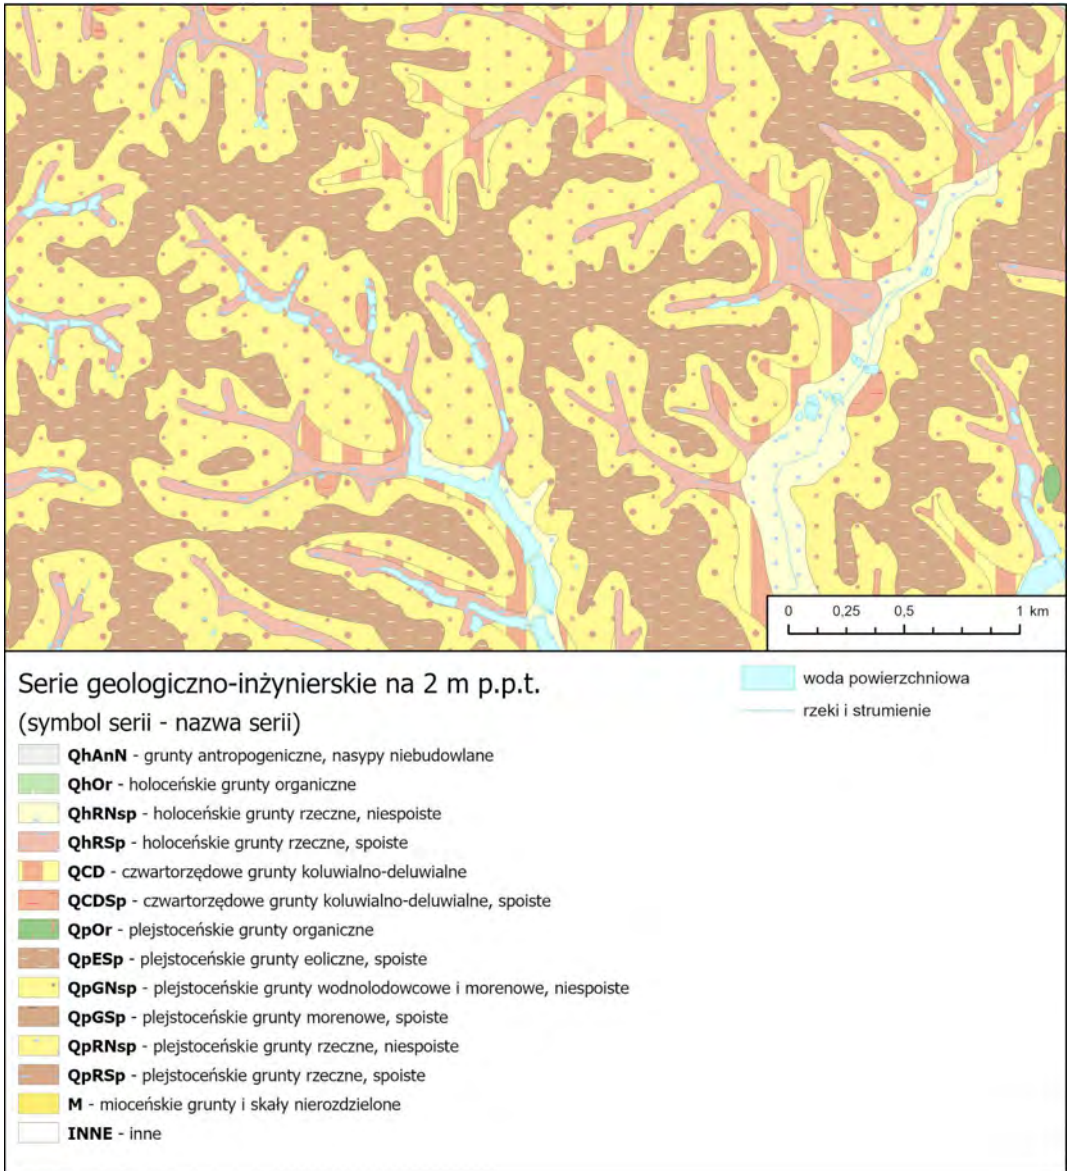 0 0,25 0,5 1 km
Serie geologiczno-inżynierskie na 2 m p.p.t.
(symbol serii - nazwa serii)
woda powierzchniowa
rzeki i strumienie
QhAnN - grunty antropogeniczne, nasypy niebudowlane
QhOr - holoceńskie grunty organiczne
QhRNsp - holoceńskie grunty rzeczne, niespoiste
QhRSp - holoceńskie grunty rzeczne, spoiste
QCD - czwartorzędowe grunty koluwialno-deluwialne
QCDSp - czwartorzędowe grunty koluwialno-deluwialne, spoiste
QpOr - plejstoceńskie grunty organiczne
QpESp - plejstoceńskie grunty eoliczne, spoiste
QpGNsp - plejstoceńskie grunty wodnolodowcowe i morenowe, niespoiste
QpGSp - plejstoceńskie grunty morenowe, spoiste
QpRNsp - plejstoceńskie grunty rzeczne, niespoiste
QpRSp - plejstoceńskie grunty rzeczne, spoiste
M - mioceńskie grunty i skały nierozdzielone
INNE - inne